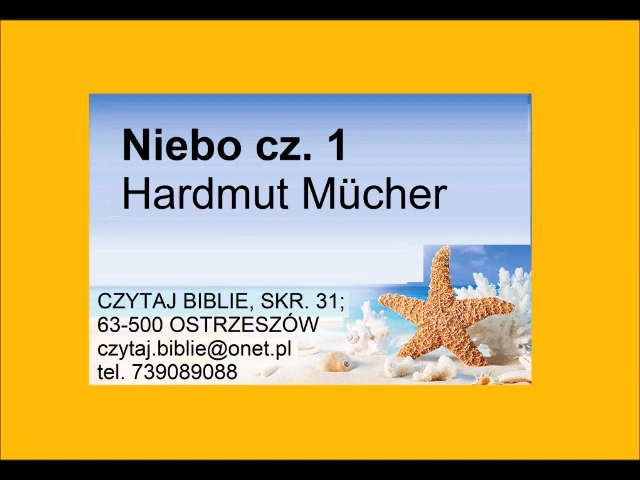 Niebo cz. 1
Hardmut Mücher
CZYTAJ BIBLIE, SKR. 31;
63-500 OSTRZESZÓW
czytaj.biblie@onet.pl
tel. 739089088